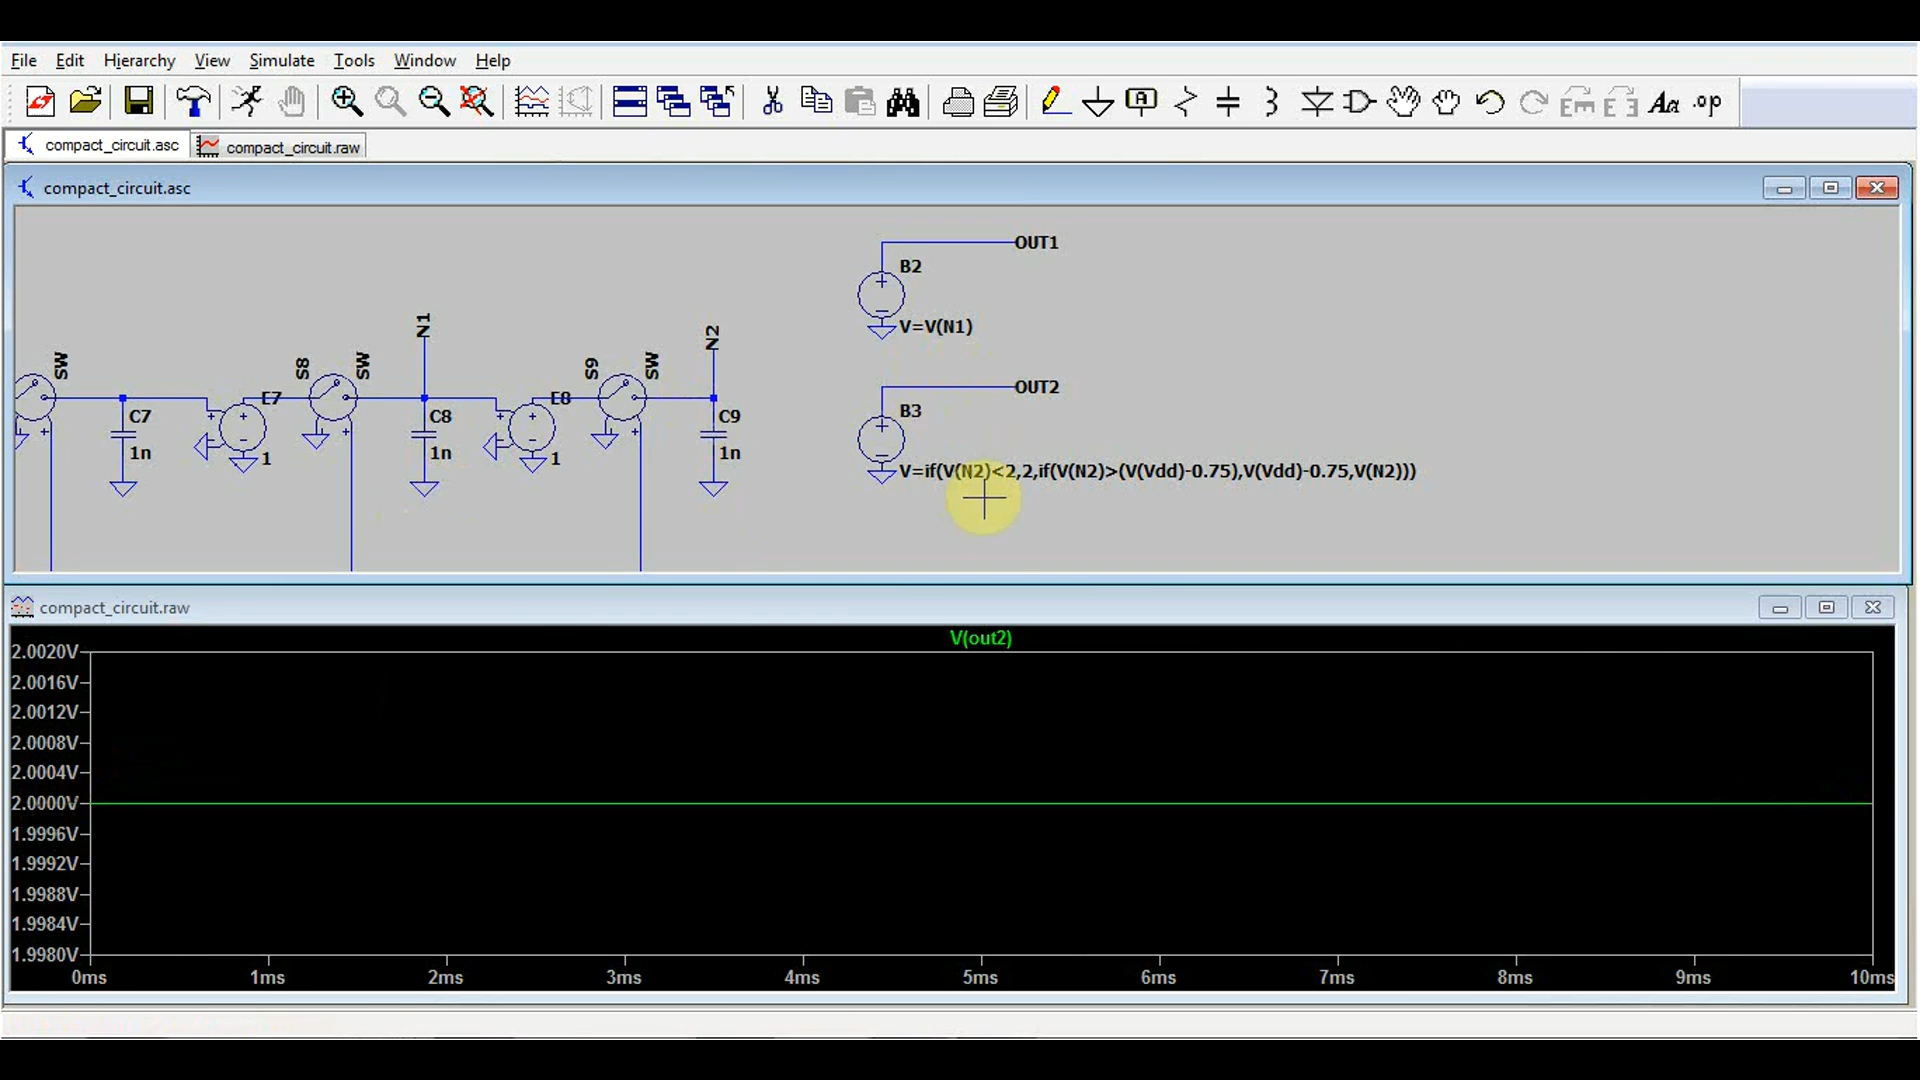 File Edit Hierarchy View Simulate Tools Window Help
A Aa .op
compact_circuit.asc compact_circuit.raw
compact_circuit.asc
OUT1
B2
V=V(N1)
N1
N2
SW S8 SW S9 SW
OUT2
B3
E7 E8
C7 C8 C9
1n 1 1n 1 1n
V=if(V(N2)<2,2,if(V(N2)>(V(Vdd)-0.75),V(Vdd)-0.75,V(N2)))
compact_circuit.raw
V(out2)
2.0020V
2.0016V
2.0012V
2.0008V
2.0004V
2.0000V
1.9996V
1.9992V
1.9988V
1.9984V
1.9980V
0ms 1ms 2ms 3ms 4ms 5ms 6ms 7ms 8ms 9ms 10ms